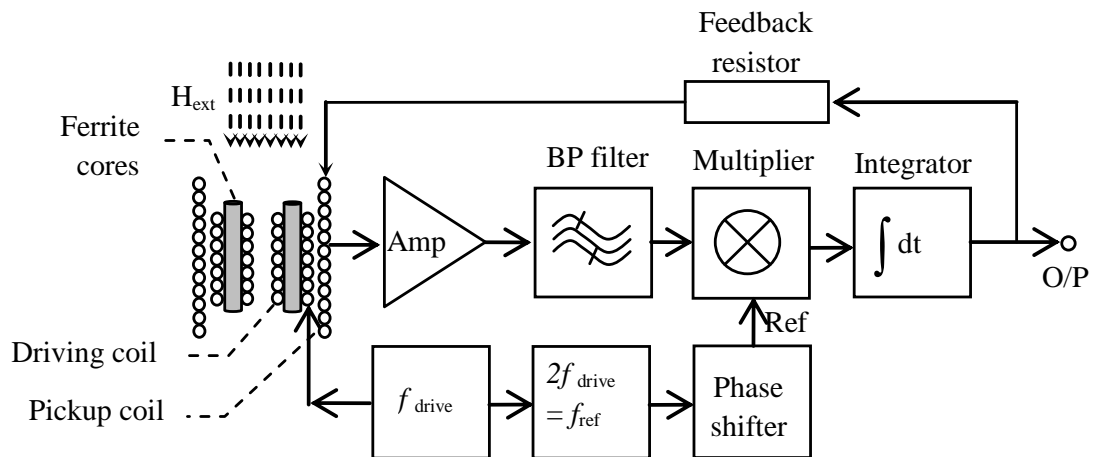 Feedback
resistor
H_ext
Ferrite
cores
BP filter
Multiplier
Integrator
Amp
∫ dt
O/P
Ref
Driving coil
Pickup coil
f drive
2f drive
= f_ref
Phase
shifter